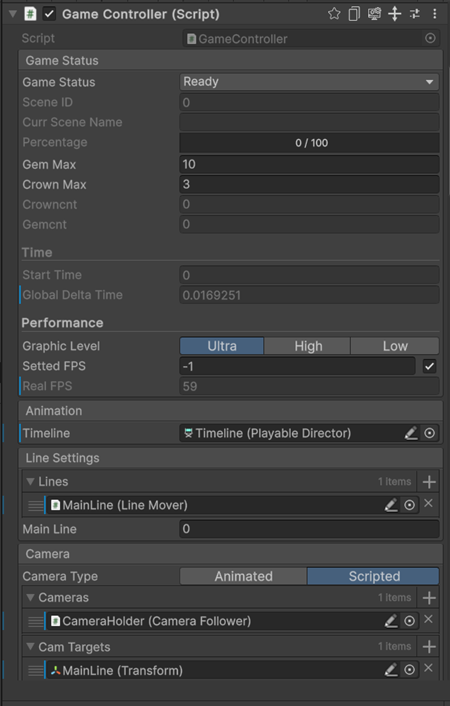 Game Controller (Script)
Script GameController
Game Status
Game Status Ready
Scene ID 0
Curr Scene Name
Percentage 0 / 100
Gem Max 10
Crown Max 3
Crowncnt 0
Gemcnt 0
Time
Start Time 0
Global Delta Time 0.0169251
Performance
Graphic Level Ultra High Low
Setted FPS -1
Real FPS 59
Animation
Timeline Timeline (Playable Director)
Line Settings
Lines 1 items
MainLine (Line Mover)
Main Line 0
Camera
Camera Type Animated Scripted
Cameras 1 items
CameraHolder (Camera Follower)
Cam Targets 1 items
MainLine (Transform)